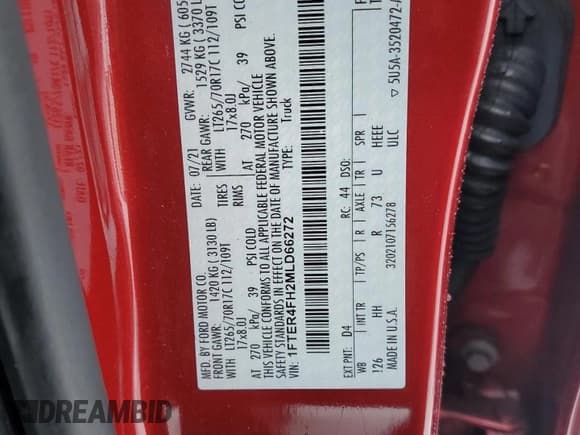 MFD. BY FORD MOTOR CO.
07/21
GVWR: 2744 KG ( 605
FRONT GAWR: 1420 KG ( 3130 LB)
REAR GAWR: 1529 KG ( 3370 L
WITH LT265/70R17C 112/109T TIRES
WITH LT265/70R17C 112/109T
17x8.0J RIMS 17x8.0J
AT 270 kPa/ 39 PSI COLD
AT 270 kPa/ 39 PSI COL
THIS VEHICLE CONFORMS TO ALL APPLICABLE FEDERAL MOTOR VEHICLE
SAFETY STANDARDS IN EFFECT ON THE DATE OF MANUFACTURE SHOWN ABOVE.
VIN: 1FTER4FH2MLD66272
TYPE: Truck
EXT PNT: D4 RC: 44 DSO:
WB INT TR TP/PS R AXLE TR SPR
126 HH R 73 U HEEE
MADE IN U.S.A. 3202107156278 ULC
5U5A-3520472-
DREAMBID